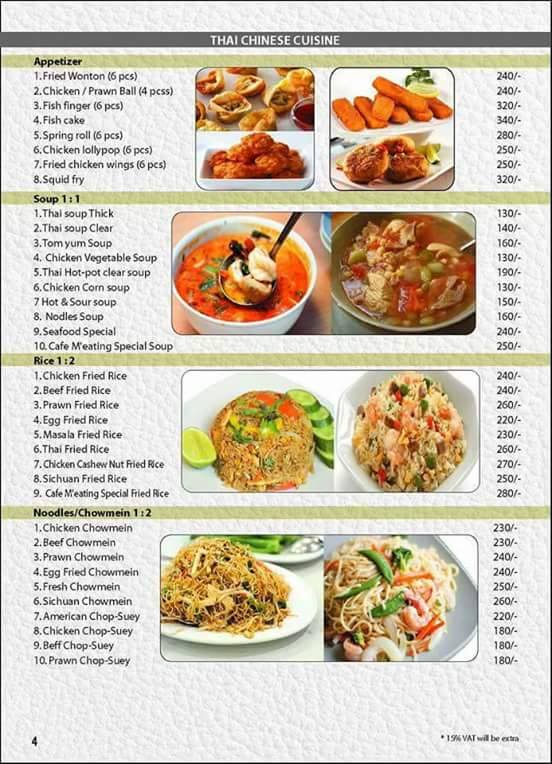 THAI CHINESE CUISINE
Appetizer
1. Fried Wonton (6 pcs) 240/-
2. Chicken / Prawn Ball (4 pcss) 240/-
3. Fish finger (6 pcs) 320/-
4. Fish cake 340/-
5. Spring roll (6 pcs) 280/-
6. Chicken lollypop (6 pcs) 250/-
7. Fried chicken wings (6 pcs) 250/-
8. Squid fry 320/-
Soup 1 : 1
1. Thai soup Thick 130/-
2. Thai soup Clear 140/-
3. Tom yum Soup 160/-
4. Chicken Vegetable Soup 130/-
5. Thai Hot-pot clear soup 190/-
6. Chicken Corn soup 130/-
7 Hot & Sour soup 150/-
8. Nodles Soup 160/-
9. Seafood Special 240/-
10. Cafe M'eating Special Soup 250/-
Rice 1 : 2
1. Chicken Fried Rice 240/-
2. Beef Fried Rice 240/-
3. Prawn Fried Rice 260/-
4. Egg Fried Rice 220/-
5. Masala Fried Rice 230/-
6. Thai Fried Rice 260/-
7. Chicken Cashew Nut Fried Rice 270/-
8. Sichuan Fried Rice 250/-
9. Cafe M'eating Special Fried Rice 280/-
Noodles/Chowmein 1 : 2
1. Chicken Chowmein 230/-
2. Beef Chowmein 230/-
3. Prawn Chowmein 240/-
4. Egg Fried Chowmein 240/-
5. Fresh Chowmein 250/-
6. Sichuan Chowmein 260/-
7. American Chop-Suey 220/-
8. Chicken Chop-Suey 180/-
9. Beff Chop-Suey 180/-
10. Prawn Chop-Suey 180/-
4
* 15% VAT will be extra